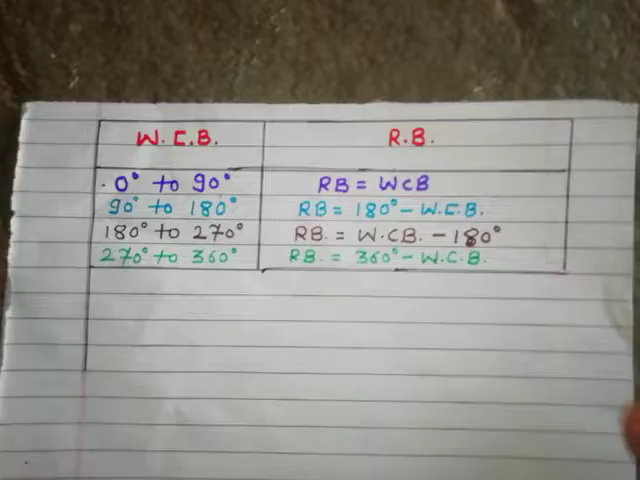 W.C.B. R.B.
0° to 90° RB = WCB
90° to 180° RB = 180° - W.C.B.
180° to 270° RB. = W.CB. - 180°
270° to 360° RB. = 360° - W.C.B.